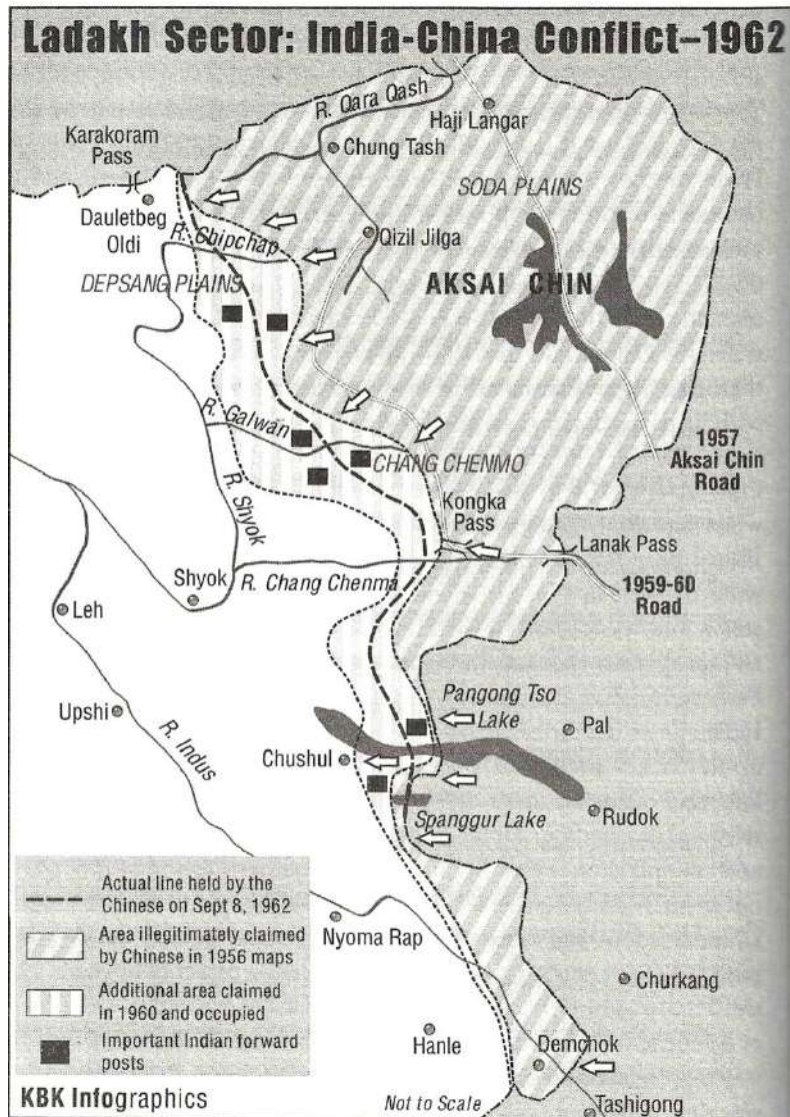 Ladakh Sector: India-China Conflict–1962
R. Qara Qash
Haji Langar
Karakoram
Pass
Chung Tash
SODA PLAINS
Dauletbeg
Oldi
R. Chipchap
Qizil Jilga
DEPSANG PLAINS
AKSAI CHIN
R. Galwan
CHANG CHENMO
1957
Aksai Chin
Road
R. Shyok
Kongka
Pass
Lanak Pass
Shyok
R. Chang Chenma
1959-60
Road
Leh
Upshi
R. Indus
Pangong Tso
Lake
Pal
Chushul
Spanggur Lake
Rudok
Actual line held by the
Chinese on Sept 8, 1962
Area illegitimately claimed
by Chinese in 1956 maps
Additional area claimed
in 1960 and occupied
Important Indian forward
posts
Nyoma Rap
Churkang
Hanle
Demchok
KBK Infographics
Not to Scale
Tashigong